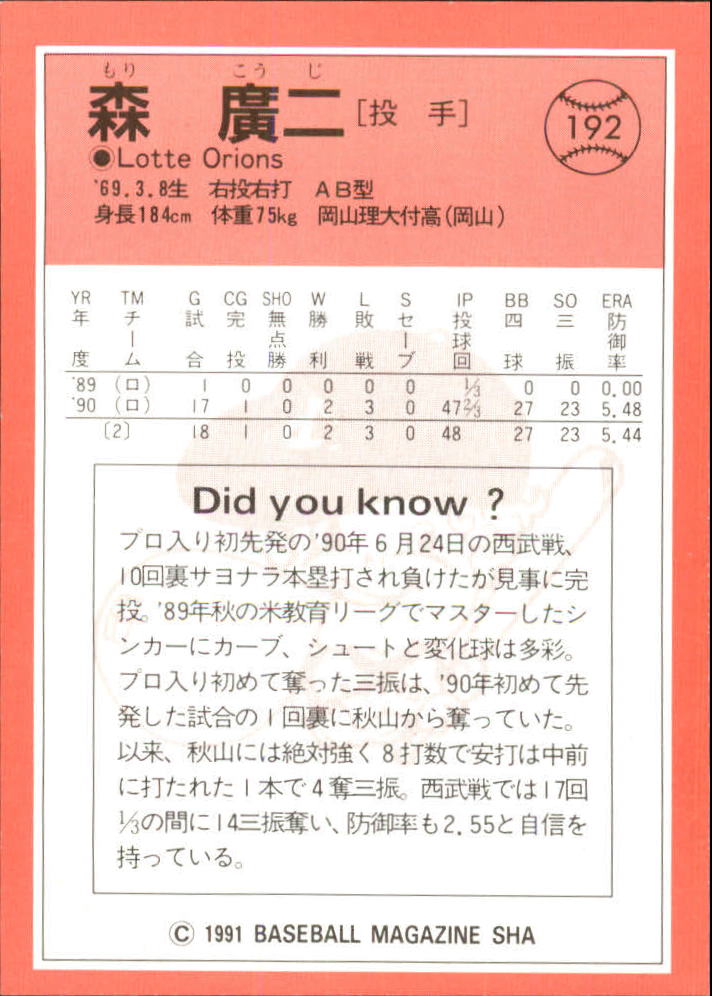 もり こうじ
森 廣二 [投手]
192
●Lotte Orions
'69.3.8生 右投右打 AB型
身長184cm 体重75kg 岡山理大付高(岡山)
YR TM G CG SHO W L S IP BB SO ERA
年度 チーム 試合 完投 無点勝 勝利 敗戦 セーブ 投球回 四球 三振 防御率
'89 (ロ) 1 0 0 0 0 0 1/3 0 0 0.00
'90 (ロ) 17 1 0 2 3 0 47 2/3 27 23 5.48
〔2〕 18 1 0 2 3 0 48 27 23 5.44
Did you know ?
プロ入り初先発の'90年6月24日の西武戦、
10回裏サヨナラ本塁打され負けたが見事に完
投。'89年秋の米教育リーグでマスターしたシ
ンカーにカーブ、シュートと変化球は多彩。
プロ入り初めて奪った三振は、'90年初めて先
発した試合の1回裏に秋山から奪っていた。
以来、秋山には絶対強く8打数で安打は中前
に打たれた1本で4奪三振。西武戦では17回
1/3の間に14三振奪い、防御率も2.55と自信を
持っている。
© 1991 BASEBALL MAGAZINE SHA